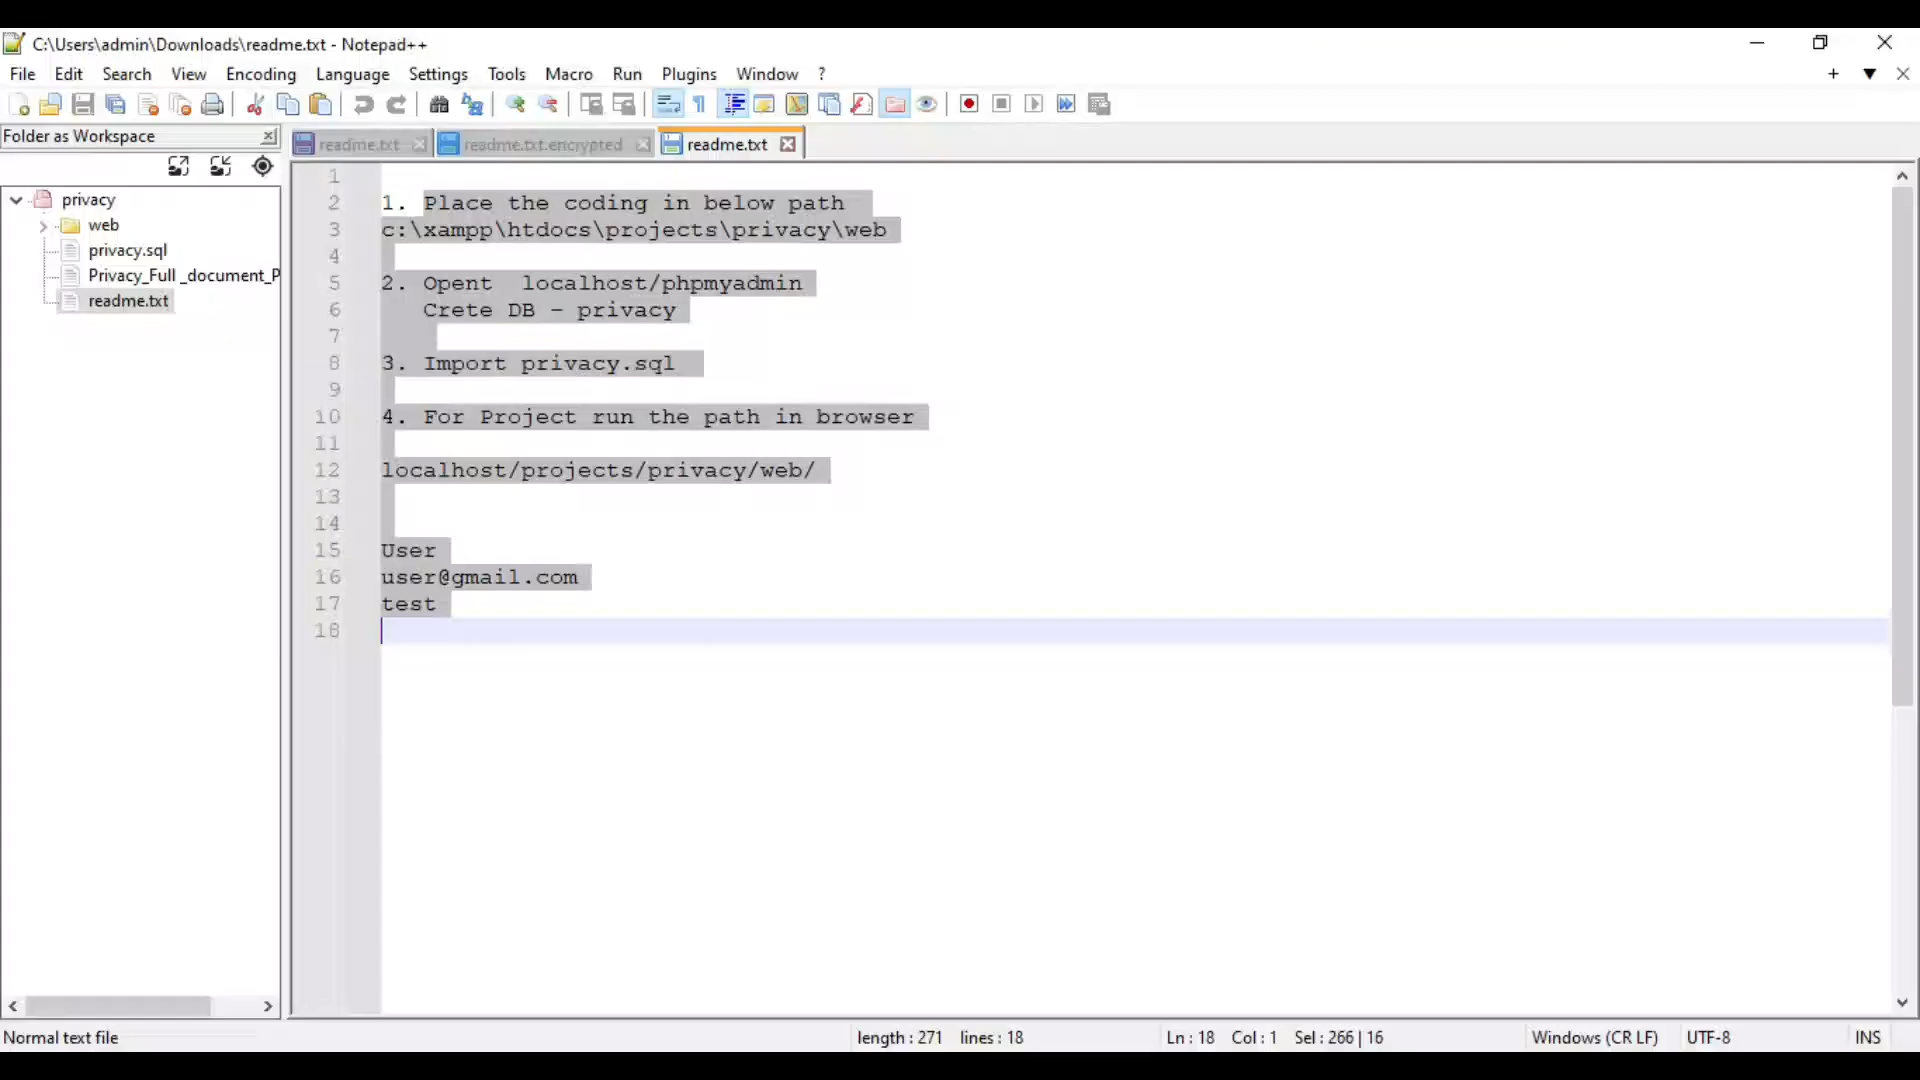 C:\Users\admin\Downloads\readme.txt - Notepad++
File Edit Search View Encoding Language Settings Tools Macro Run Plugins Window ?
Folder as Workspace
readme.txt readme.txt.encrypted readme.txt
privacy
web
privacy.sql
Privacy_Full _document_P
readme.txt
1
2 1. Place the coding in below path
3 c:\xampp\htdocs\projects\privacy\web
4
5 2. Opent  localhost/phpmyadmin
6    Crete DB - privacy
7
8 3. Import privacy.sql
9
10 4. For Project run the path in browser
11
12 localhost/projects/privacy/web/
13
14
15 User
16 user@gmail.com
17 test
18
Normal text file length : 271 lines : 18 Ln : 18 Col : 1 Sel : 266 | 16 Windows (CR LF) UTF-8 INS